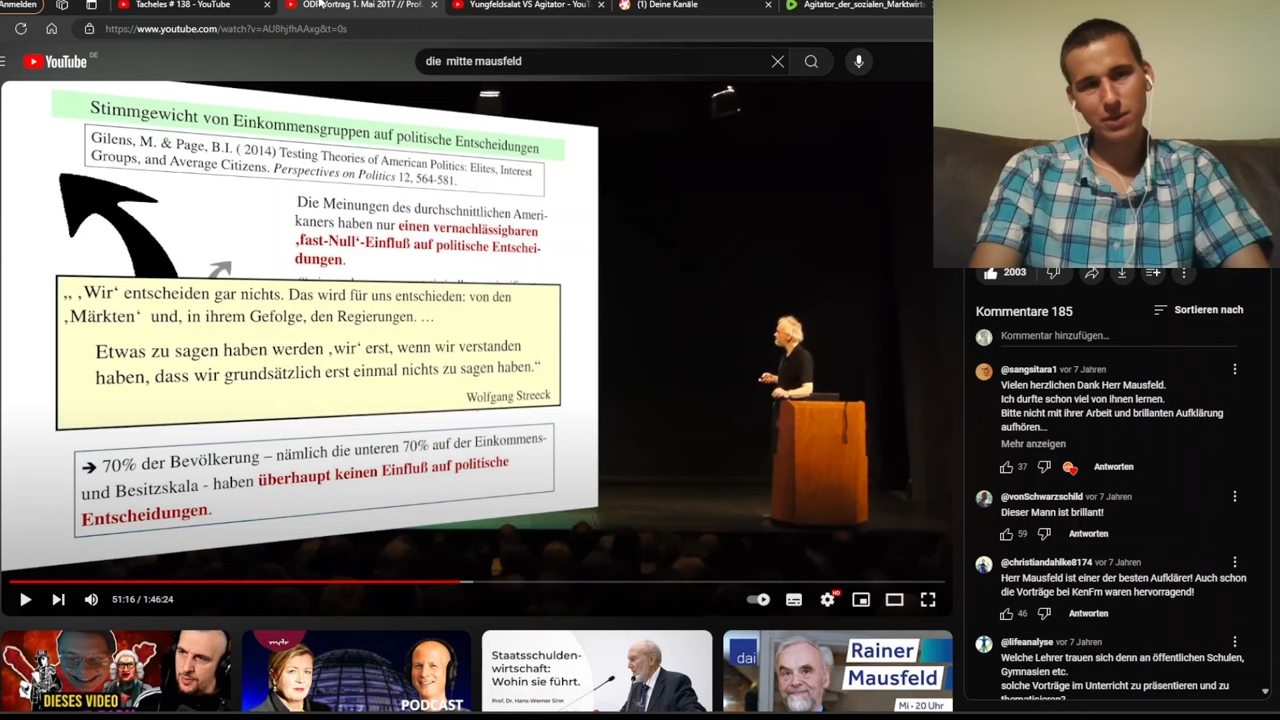 Anmelden
Tacheles # 138 - YouTube
Vortrag 1. Mai 2017 // Prof.
Yungfeldsalat VS Agitator - YouT
(1) Deine Kanäle
Agitator_der_sozialen_Marktwirts
https://www.youtube.com/watch?v=AU8hjfhAAxg&t=0s
YouTube DE
die mitte mausfeld
Stimmgewicht von Einkommensgruppen auf politische Entscheidungen
Gilens, M. & Page, B.I. ( 2014) Testing Theories of American Politics: Elites, Interest
Groups, and Average Citizens. Perspectives on Politics 12, 564-581.
Die Meinungen des durchschnittlichen Ameri-
kaners haben nur einen vernachlässigbaren
‚fast-Null'-Einfluß auf politische Entschei-
dungen.
„ ‚Wir' entscheiden gar nichts. Das wird für uns entschieden: von den
‚Märkten' und, in ihrem Gefolge, den Regierungen. …
Etwas zu sagen haben werden ‚wir' erst, wenn wir verstanden
haben, dass wir grundsätzlich erst einmal nichts zu sagen haben.“
Wolfgang Streeck
➔ 70% der Bevölkerung – nämlich die unteren 70% auf der Einkommens-
und Besitzskala - haben überhaupt keinen Einfluß auf politische
Entscheidungen.
51:16 / 1:46:24
HD
2003
Kommentare 185
Sortieren nach
Kommentar hinzufügen...
@sangsitara1 vor 7 Jahren
Vielen herzlichen Dank Herr Mausfeld.
Ich durfte schon viel von ihnen lernen.
Bitte nicht mit ihrer Arbeit und brillanten Aufklärung
aufhören...
Mehr anzeigen
37
Antworten
@vonSchwarzschild vor 7 Jahren
Dieser Mann ist brillant!
59
Antworten
@christiandahlke8174 vor 7 Jahren
Herr Mausfeld ist einer der besten Aufklärer! Auch schon
die Vorträge bei KenFm waren hervorragend!
46
Antworten
@lifeanalyse vor 7 Jahren
Welche Lehrer trauen sich denn an öffentlichen Schulen,
Gymnasien etc.
solche Vorträge im Unterricht zu präsentieren und zu
DIESES VIDEO
mdr
PODCAST
Staatsschulden-
wirtschaft:
Wohin sie führt.
Prof. Dr. Hans-Werner Sinn
dai
Rainer
Mausfeld
Mi • 20 Uhr